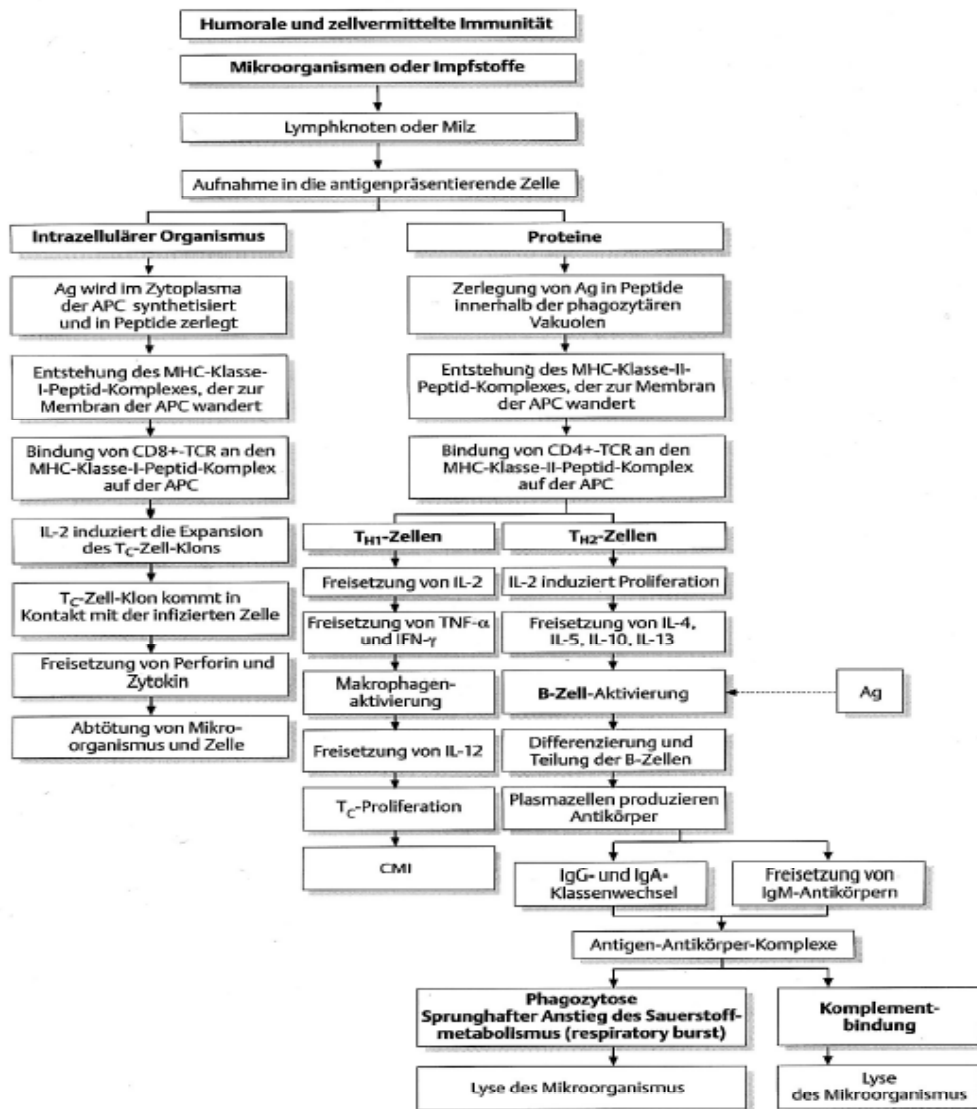 Humorale und zellvermittelte Immunität
Mikroorganismen oder Impfstoffe
Lymphknoten oder Milz
Aufnahme in die antigenpräsentierende Zelle
Intrazellulärer Organismus
Ag wird im Zytoplasma
der APC synthetisiert
und in Peptide zerlegt
Entstehung des MHC-Klasse-
I-Peptid-Komplexes, der zur
Membran der APC wandert
Bindung von CD8+-TCR an den
MHC-Klasse-I-Peptid-Komplex
auf der APC
IL-2 induziert die Expansion
des TC-Zell-Klons
TC-Zell-Klon kommt in
Kontakt mit der infizierten Zelle
Freisetzung von Perforin und
Zytokin
Abtötung von Mikro-
organismus und Zelle
Proteine
Zerlegung von Ag in Peptide
innerhalb der phagozytären
Vakuolen
Entstehung des MHC-Klasse-II-
Peptid-Komplexes, der zur Membran
der APC wandert
Bindung von CD4+-TCR an den
MHC-Klasse-II-Peptid-Komplex
auf der APC
TH1-Zellen
Freisetzung von IL-2
Freisetzung von TNF-α
und IFN-γ
Makrophagen-
aktivierung
Freisetzung von IL-12
TC-Proliferation
CMI
TH2-Zellen
IL-2 induziert Proliferation
Freisetzung von IL-4,
IL-5, IL-10, IL-13
B-Zell-Aktivierung
Ag
Differenzierung und
Teilung der B-Zellen
Plasmazellen produzieren
Antikörper
IgG- und IgA-
Klassenwechsel
Freisetzung von
IgM-Antikörpern
Antigen-Antikörper-Komplexe
Phagozytose
Sprunghafter Anstieg des Sauerstoff-
metabolismus (respiratory burst)
Lyse des Mikroorganismus
Komplement-
bindung
Lyse
des Mikroorganismus